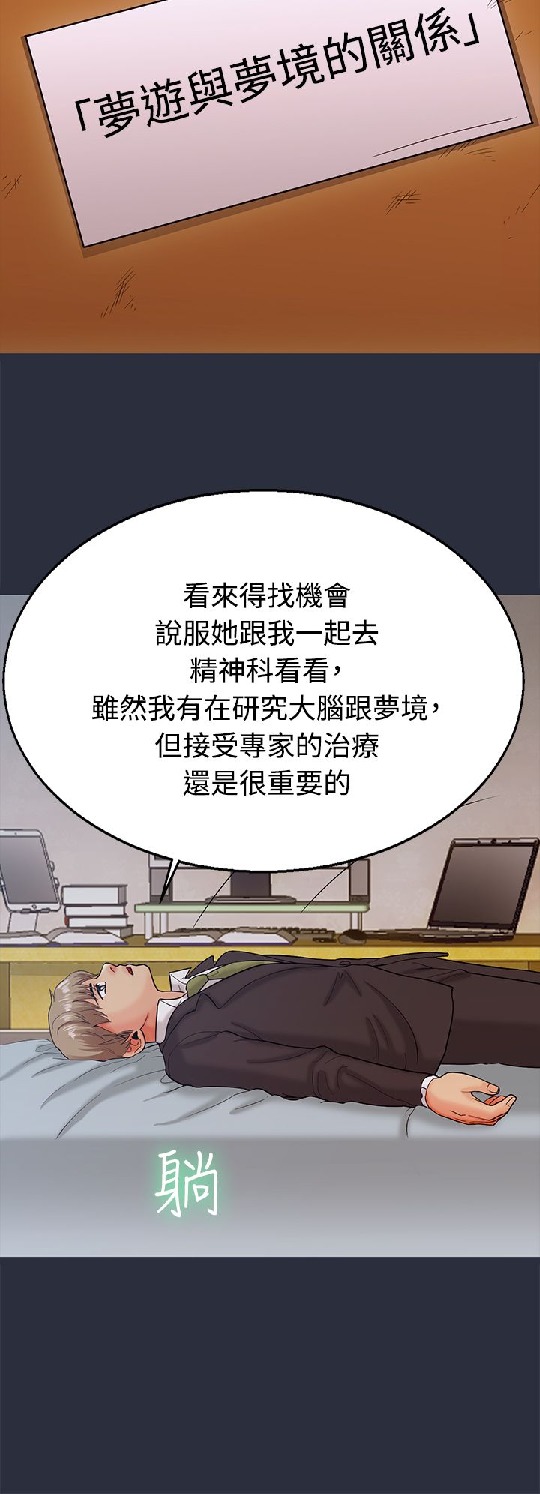 「夢遊與夢境的關係」
看來得找機會
說服她跟我一起去
精神科看看，
雖然我有在研究大腦跟夢境，
但接受專家的治療
還是很重要的
躺